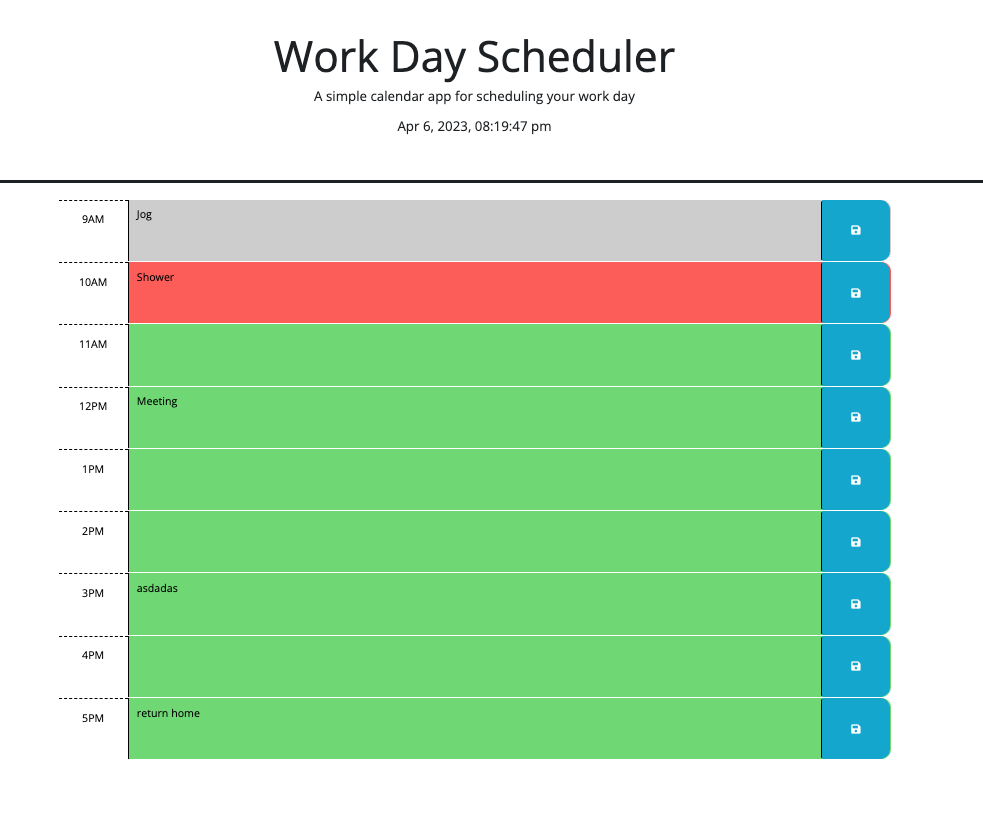 Work Day Scheduler
A simple calendar app for scheduling your work day
Apr 6, 2023, 08:19:47 pm
9AM Jog
10AM Shower
11AM
12PM Meeting
1PM
2PM
3PM asdadas
4PM
5PM return home